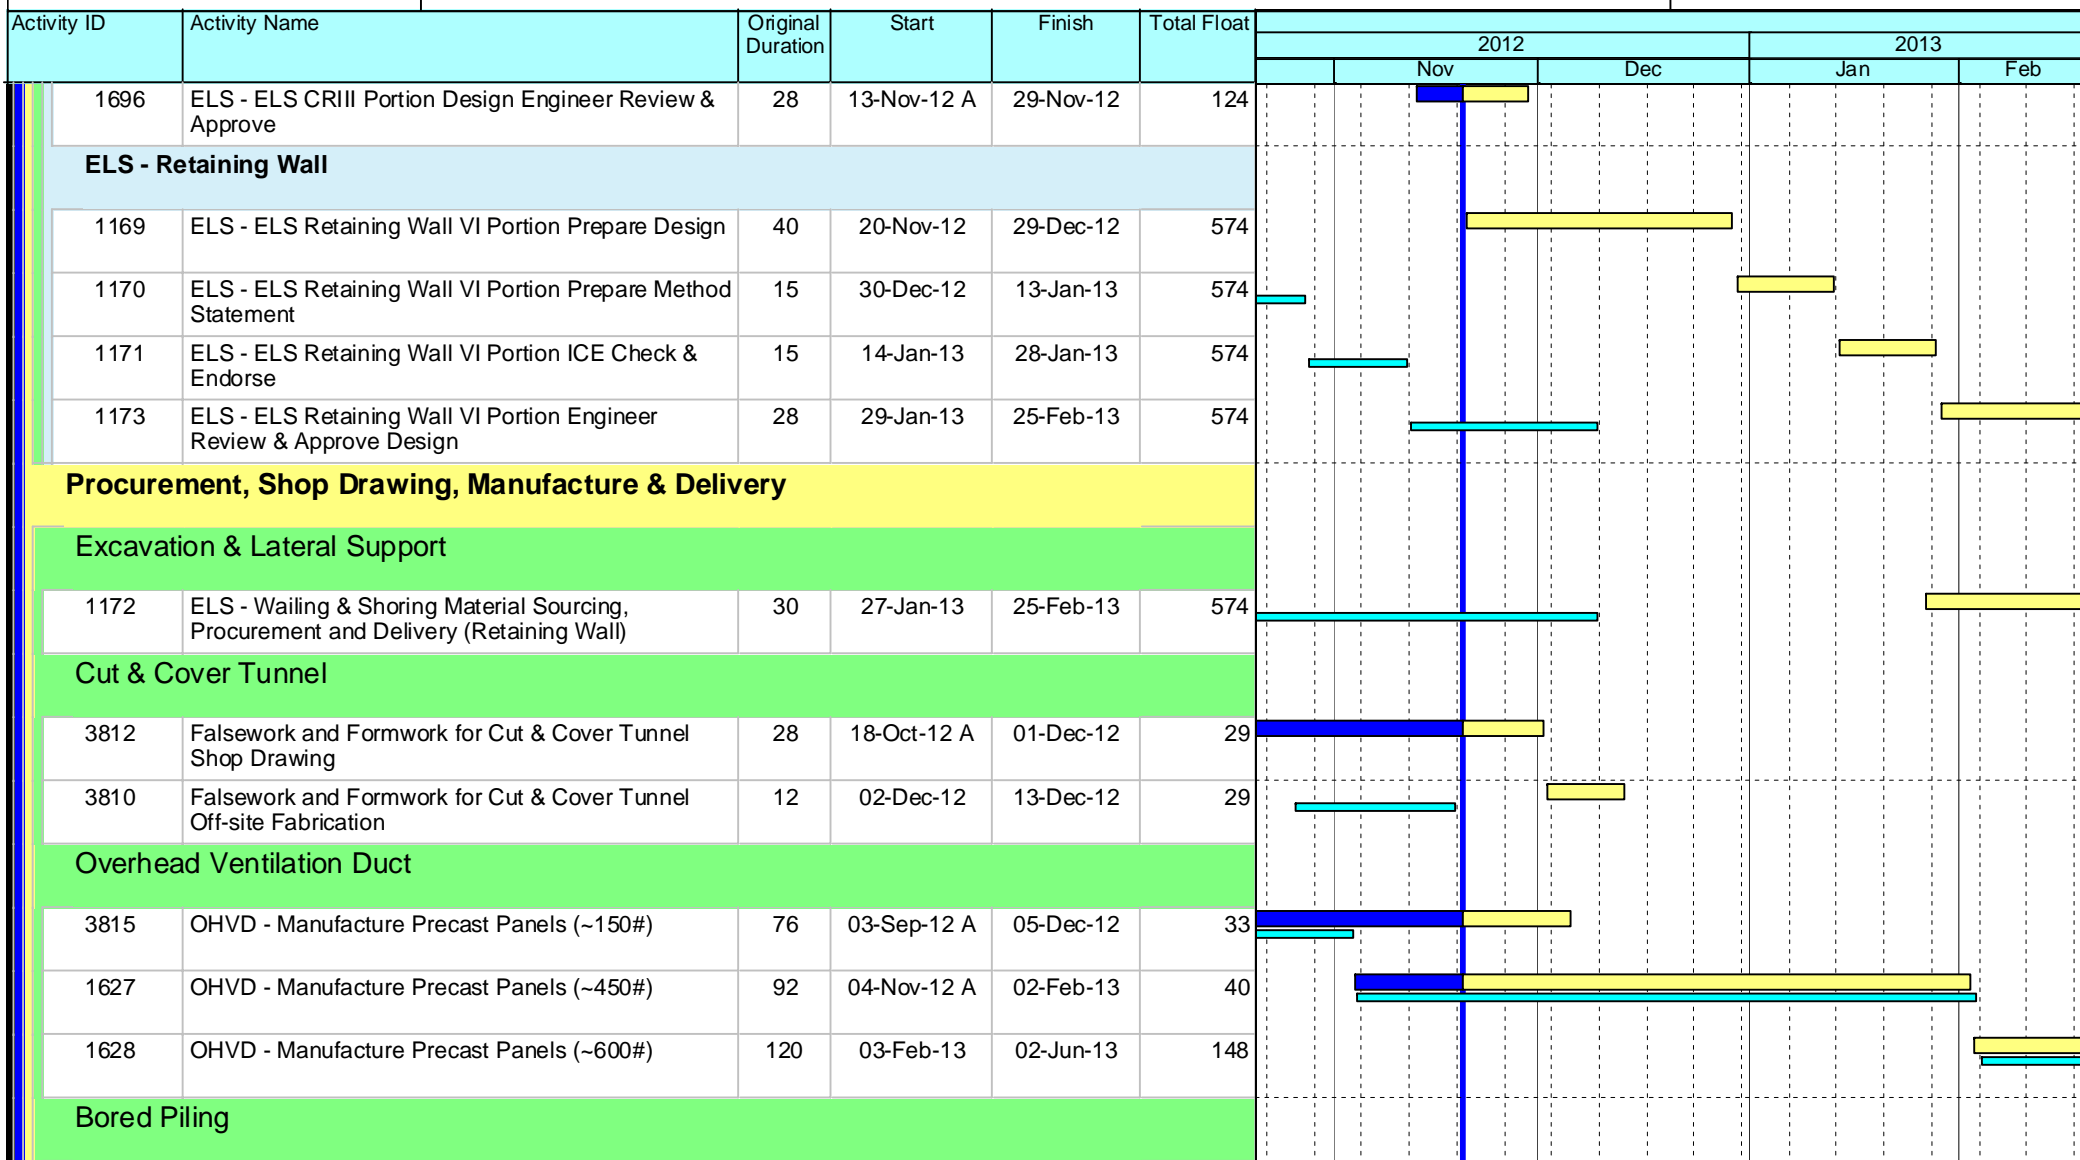 Activity ID Activity Name Original Duration Start Finish Total Float
2012 2013
Nov Dec Jan Feb
1696 ELS - ELS CRIII Portion Design Engineer Review & 28 13-Nov-12 A 29-Nov-12 124
Approve
ELS - Retaining Wall
1169 ELS - ELS Retaining Wall VI Portion Prepare Design 40 20-Nov-12 29-Dec-12 574
1170 ELS - ELS Retaining Wall VI Portion Prepare Method 15 30-Dec-12 13-Jan-13 574
Statement
1171 ELS - ELS Retaining Wall VI Portion ICE Check & 15 14-Jan-13 28-Jan-13 574
Endorse
1173 ELS - ELS Retaining Wall VI Portion Engineer 28 29-Jan-13 25-Feb-13 574
Review & Approve Design
Procurement, Shop Drawing, Manufacture & Delivery
Excavation & Lateral Support
1172 ELS - Wailing & Shoring Material Sourcing, 30 27-Jan-13 25-Feb-13 574
Procurement and Delivery (Retaining Wall)
Cut & Cover Tunnel
3812 Falsework and Formwork for Cut & Cover Tunnel 28 18-Oct-12 A 01-Dec-12 29
Shop Drawing
3810 Falsework and Formwork for Cut & Cover Tunnel 12 02-Dec-12 13-Dec-12 29
Off-site Fabrication
Overhead Ventilation Duct
3815 OHVD - Manufacture Precast Panels (~150#) 76 03-Sep-12 A 05-Dec-12 33
1627 OHVD - Manufacture Precast Panels (~450#) 92 04-Nov-12 A 02-Feb-13 40
1628 OHVD - Manufacture Precast Panels (~600#) 120 03-Feb-13 02-Jun-13 148
Bored Piling